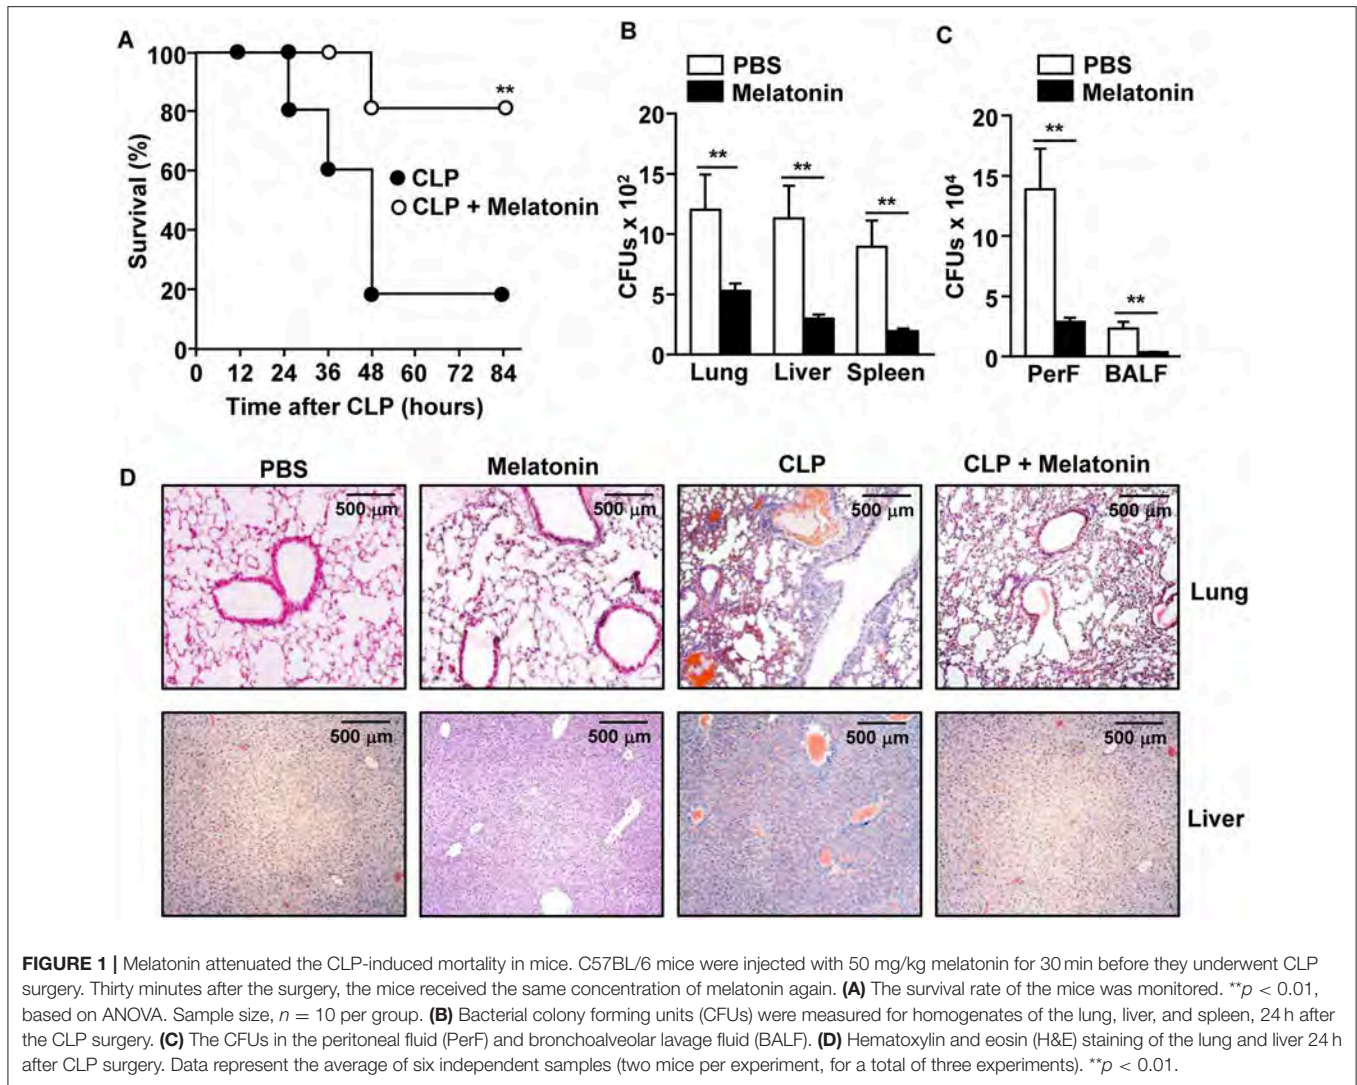 A
100
80
60
40
20
0
Survival (%)
**
CLP
CLP + Melatonin
0 12 24 36 48 60 72 84
Time after CLP (hours)
B
PBS
Melatonin
20
15
10
5
0
CFUs x 10²
** ** **
Lung Liver Spleen
C
PBS
Melatonin
20
15
10
5
0
CFUs x 10⁴
** **
PerF BALF
D
PBS Melatonin CLP CLP + Melatonin
500 µm 500 µm 500 µm 500 µm
Lung
500 µm 500 µm 500 µm 500 µm
Liver
FIGURE 1 | Melatonin attenuated the CLP-induced mortality in mice. C57BL/6 mice were injected with 50 mg/kg melatonin for 30 min before they underwent CLP
surgery. Thirty minutes after the surgery, the mice received the same concentration of melatonin again. (A) The survival rate of the mice was monitored. **p < 0.01,
based on ANOVA. Sample size, n = 10 per group. (B) Bacterial colony forming units (CFUs) were measured for homogenates of the lung, liver, and spleen, 24 h after
the CLP surgery. (C) The CFUs in the peritoneal fluid (PerF) and bronchoalveolar lavage fluid (BALF). (D) Hematoxylin and eosin (H&E) staining of the lung and liver 24 h
after CLP surgery. Data represent the average of six independent samples (two mice per experiment, for a total of three experiments). **p < 0.01.